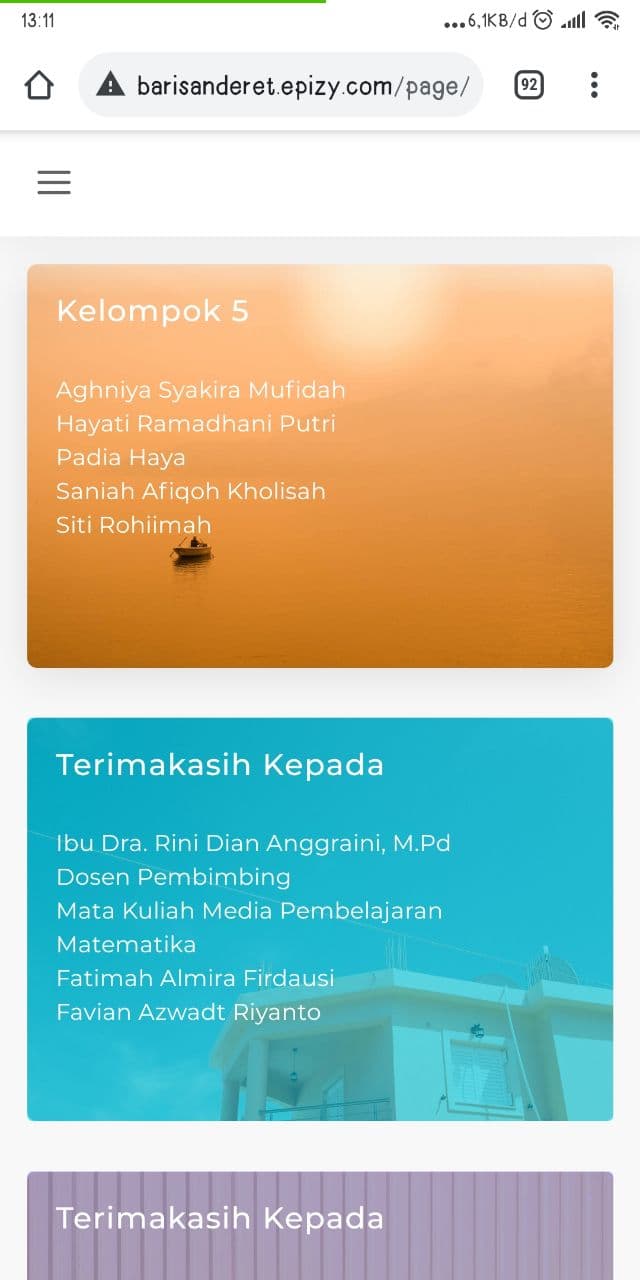 13:11
...6,1KB/d
barisanderet.epizy.com/page/
92
Kelompok 5
Aghniya Syakira Mufidah
Hayati Ramadhani Putri
Padia Haya
Saniah Afiqoh Kholisah
Siti Rohiimah
Terimakasih Kepada
Ibu Dra. Rini Dian Anggraini, M.Pd
Dosen Pembimbing
Mata Kuliah Media Pembelajaran
Matematika
Fatimah Almira Firdausi
Favian Azwadt Riyanto
Terimakasih Kepada